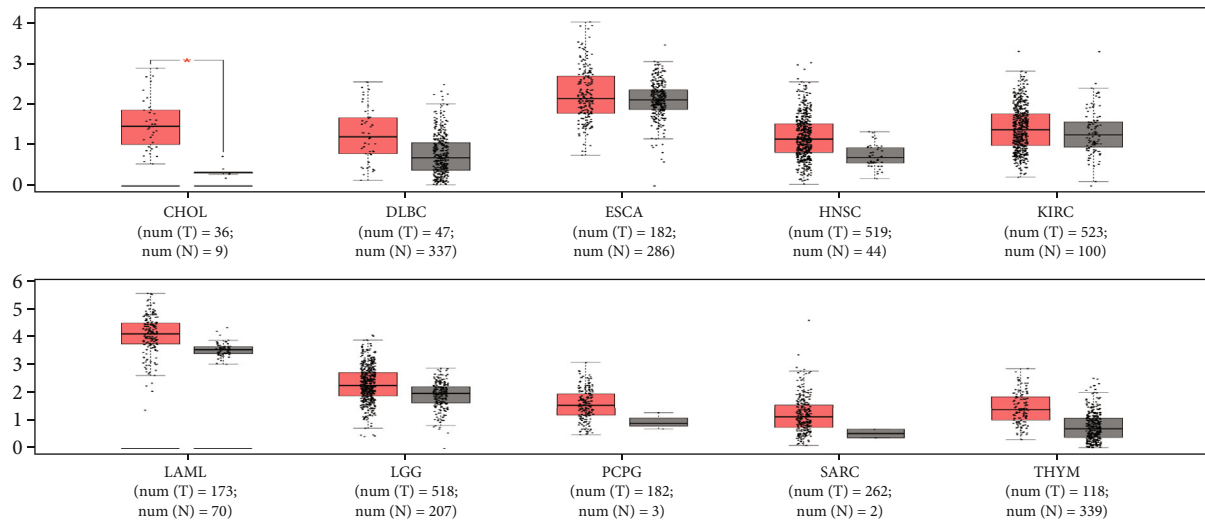 4
3
2
1
0
*
CHOL
(num (T) = 36;
num (N) = 9)
DLBC
(num (T) = 47;
num (N) = 337)
ESCA
(num (T) = 182;
num (N) = 286)
HNSC
(num (T) = 519;
num (N) = 44)
KIRC
(num (T) = 523;
num (N) = 100)
6
5
4
3
2
1
0
LAML
(num (T) = 173;
num (N) = 70)
LGG
(num (T) = 518;
num (N) = 207)
PCPG
(num (T) = 182;
num (N) = 3)
SARC
(num (T) = 262;
num (N) = 2)
THYM
(num (T) = 118;
num (N) = 339)